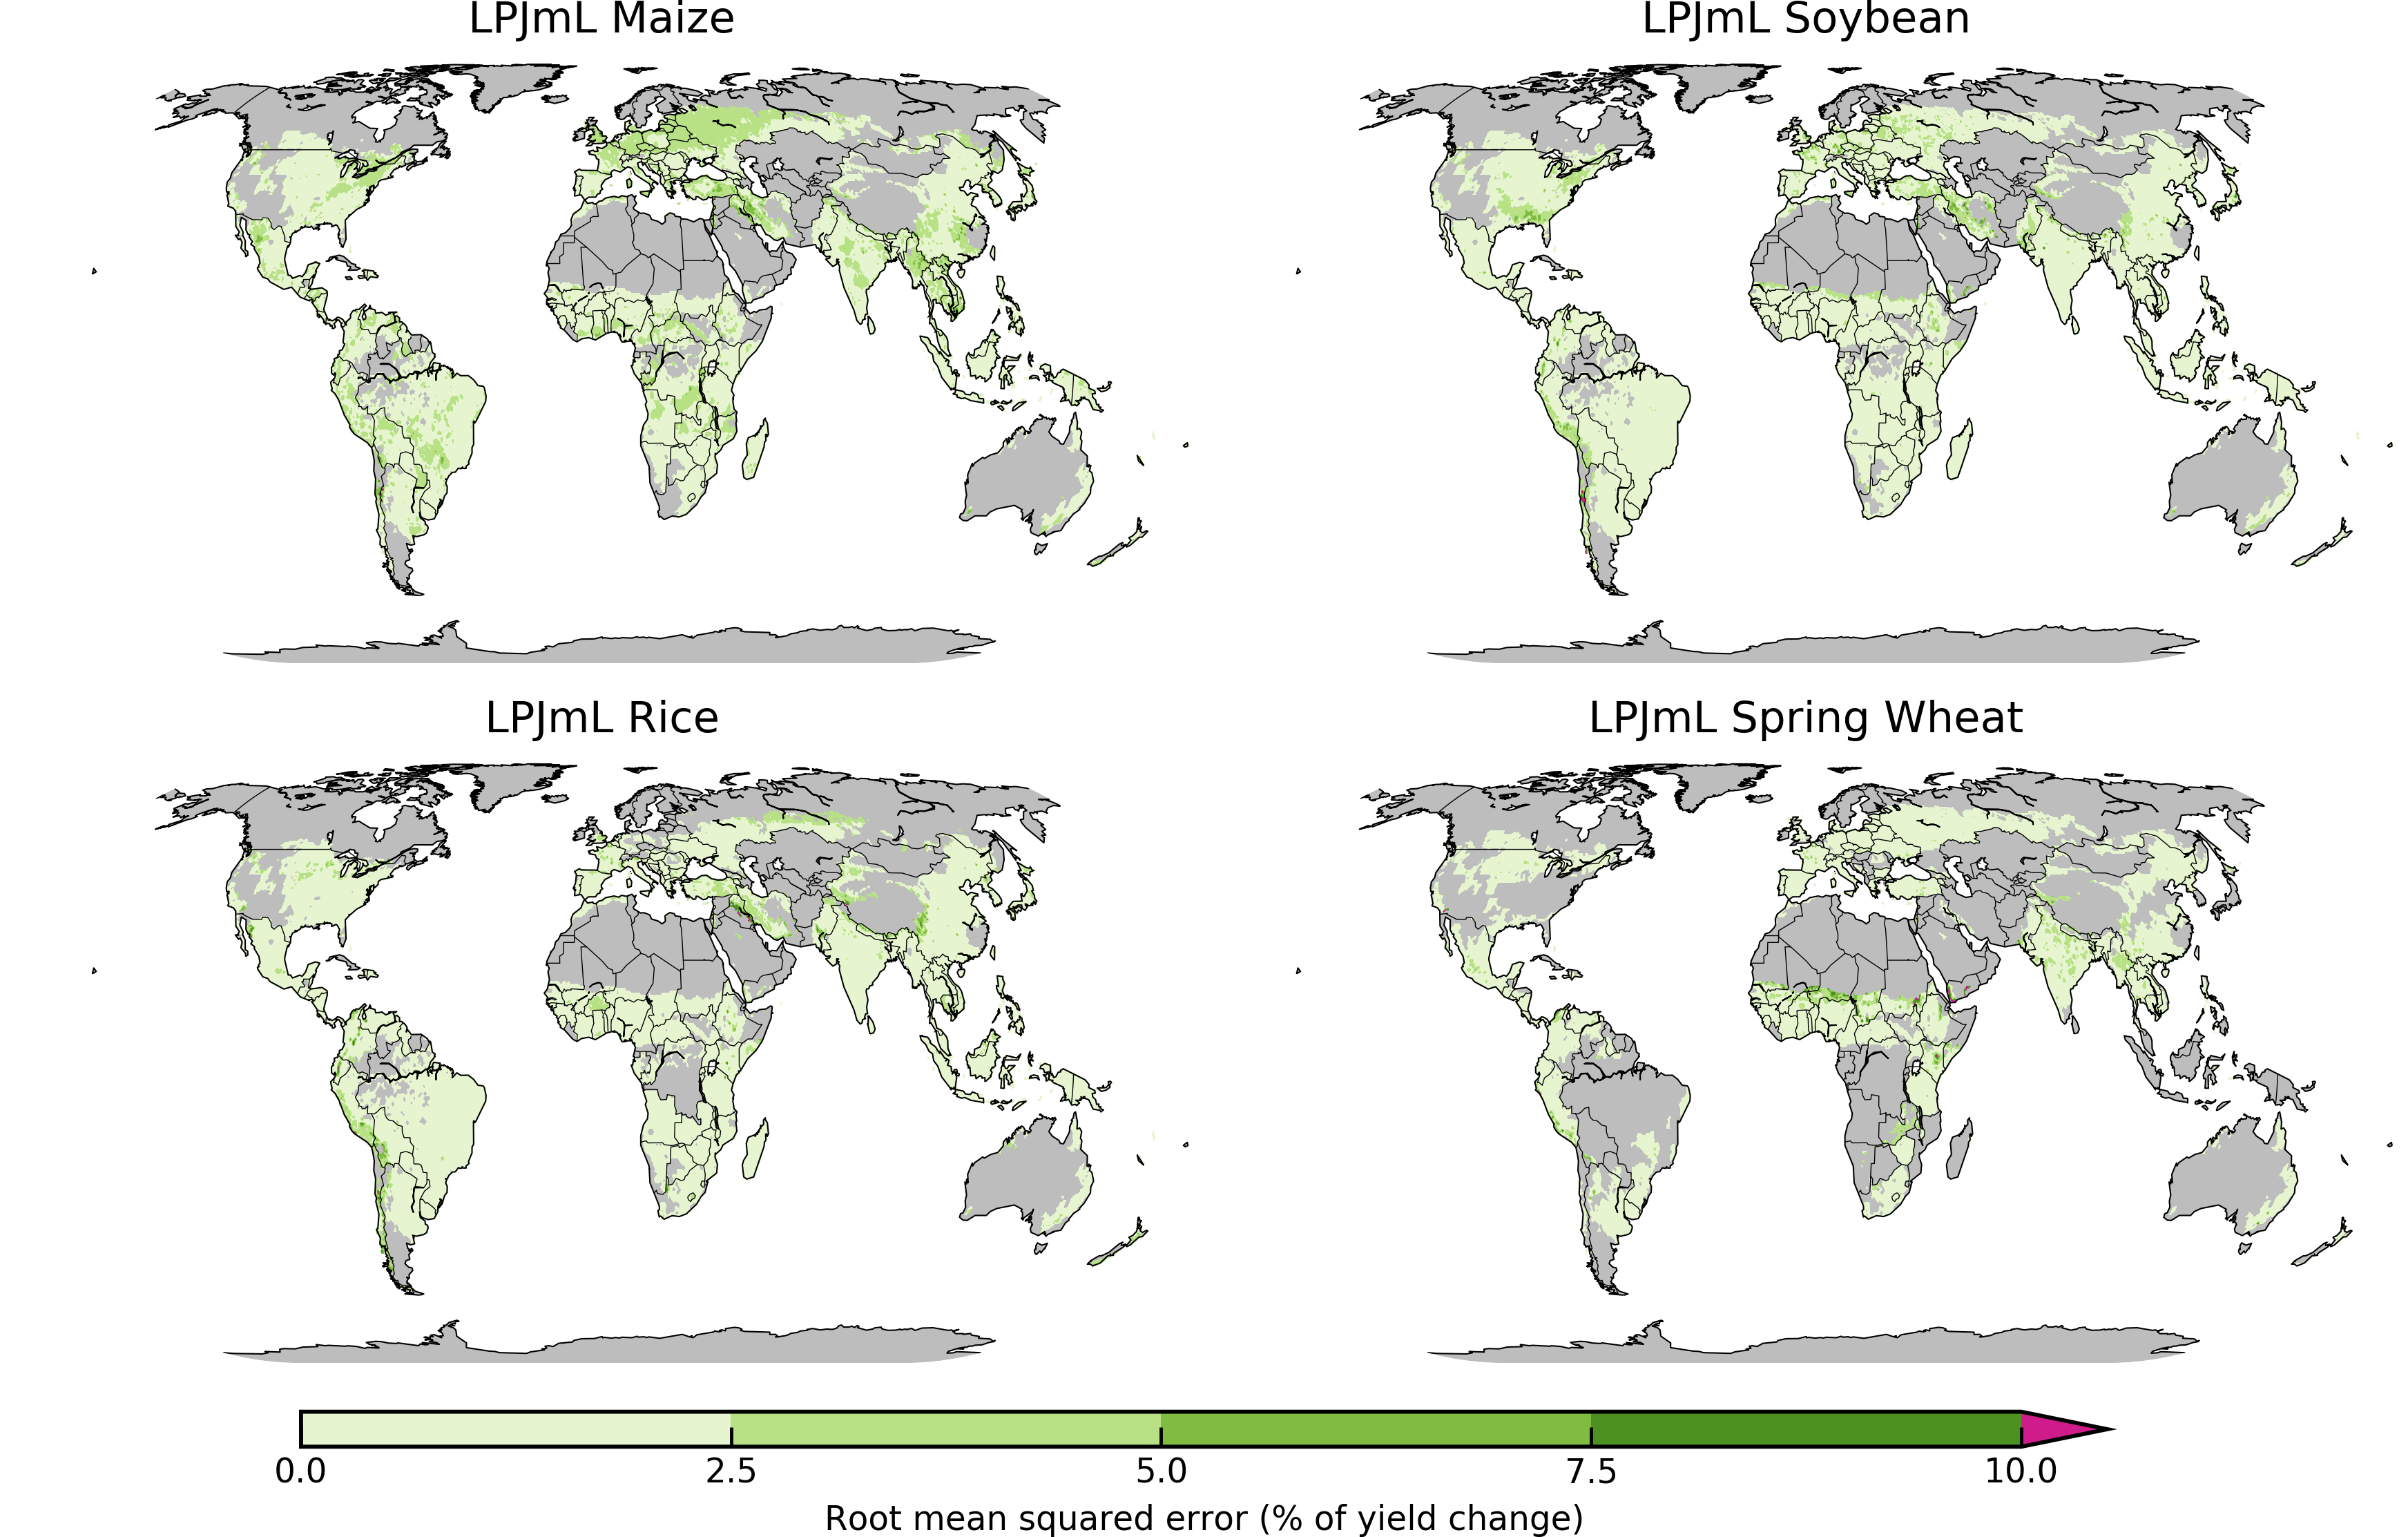 LPJmL Maize
LPJmL Soybean
LPJmL Rice
LPJmL Spring Wheat
0.0 2.5 5.0 7.5 10.0
Root mean squared error (% of yield change)